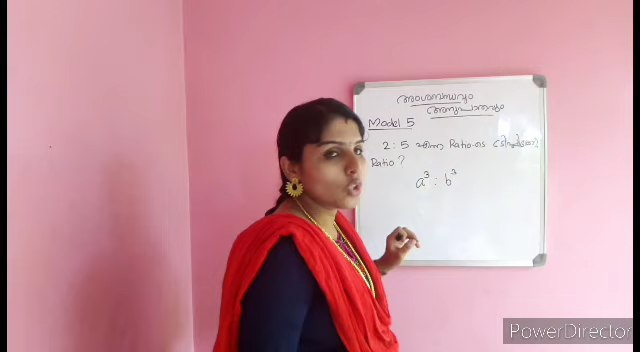 അംശബന്ധവും
അനുപാതവും
Model 5
2 : 5 എന്ന Ratio-ടെ
Ratio ?
a³ : b³
PowerDirector